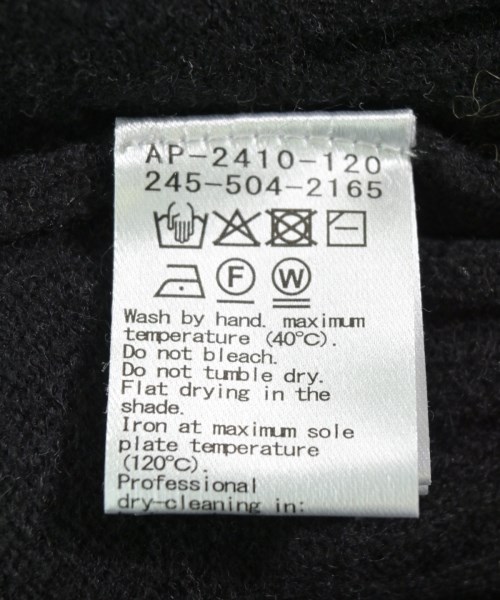 AP-2410-120
245-504-2165
F W
Wash by hand. maximum
temperature (40℃).
Do not bleach.
Do not tumble dry.
Flat drying in the
shade.
Iron at maximum sole
plate temperature
(120℃).
Professional
dry-cleaning in: